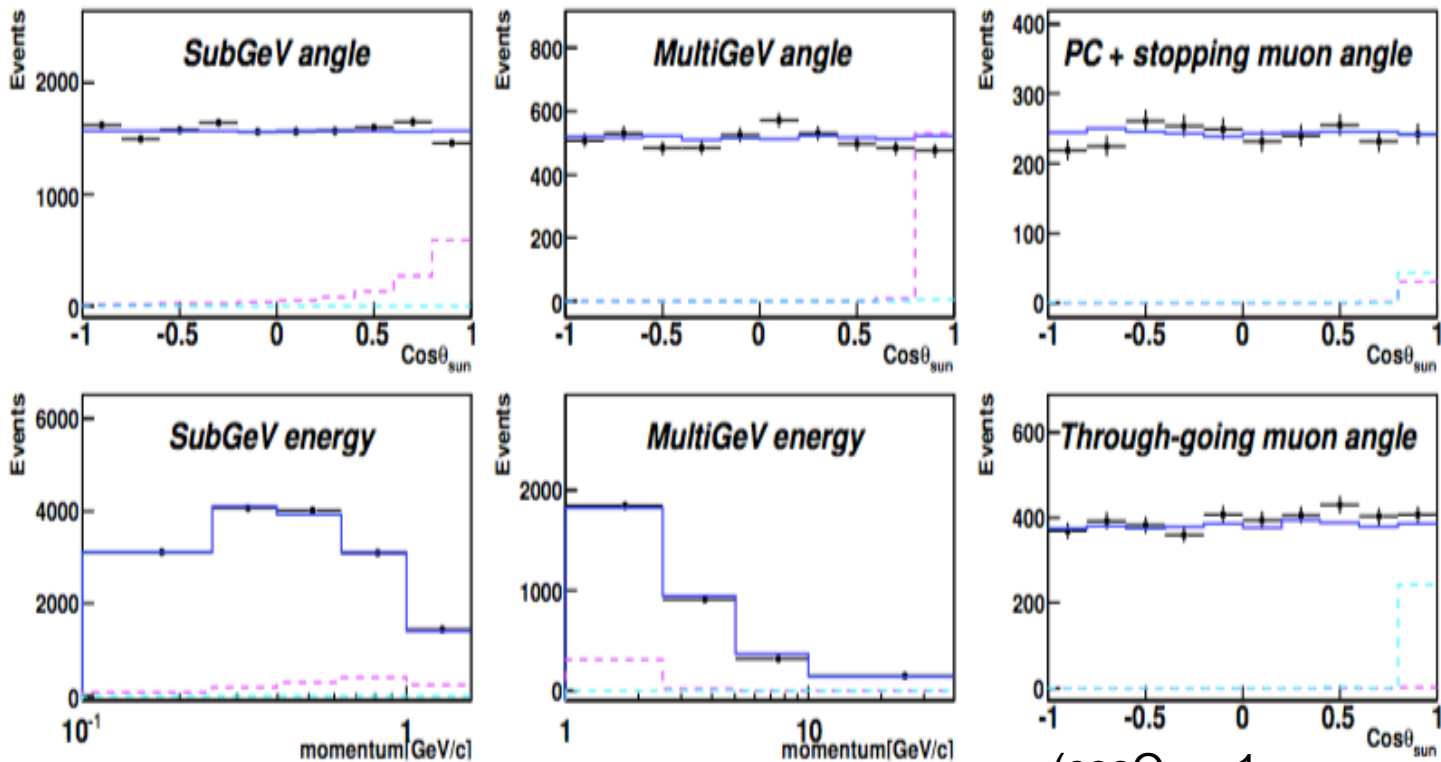 Events
SubGeV angle
2000
1000
0
-1 -0.5 0 0.5 1
Cosθsun
Events
MultiGeV angle
800
600
400
200
0
-1 -0.5 0 0.5 1
Cosθsun
Events
PC + stopping muon angle
400
300
200
100
0
-1 -0.5 0 0.5 1
Cosθsun
Events
SubGeV energy
6000
4000
2000
0
10-1 1
momentum[GeV/c]
Events
MultiGeV energy
2000
1000
0
1 10
momentum[GeV/c]
Events
Through-going muon angle
600
400
200
0
-1 -0.5 0 0.5 1
Cosθsun